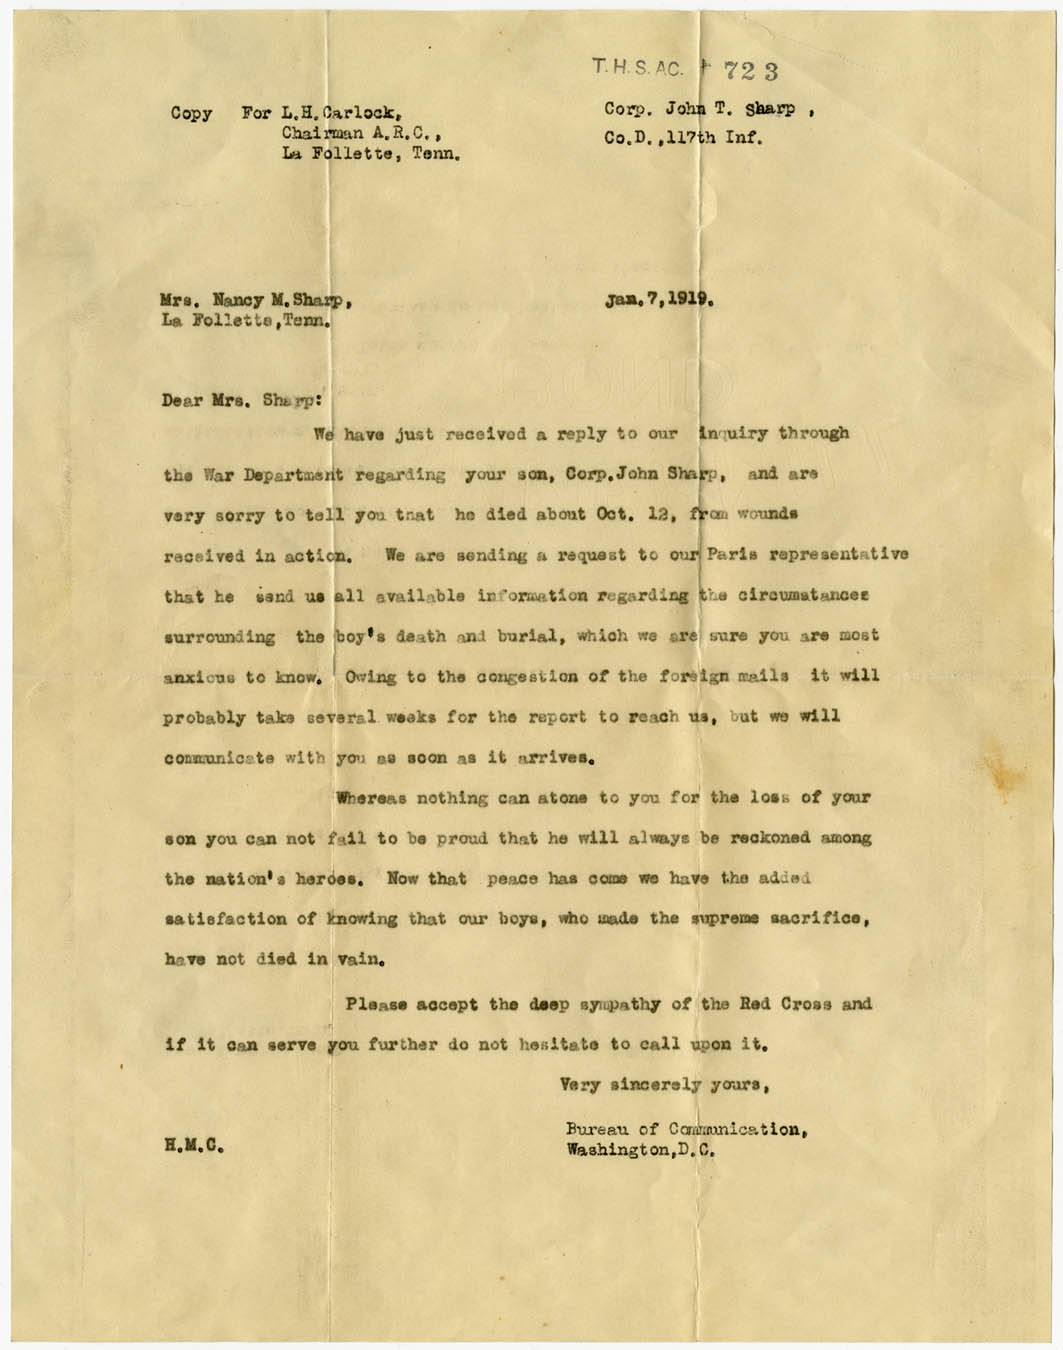 T.H.S. AC. # 723
Copy For L.H.Carlock,
Chairman A.R.C.,
La Follette, Tenn.
Corp. John T. Sharp ,
Co.D.,117th Inf.
Mrs. Nancy M.Sharp,
La Follette,Tenn.
Jan.7,1919.
Dear Mrs. Sharp:
We have just received a reply to our inquiry through
the War Department regarding your son, Corp.John Sharp, and are
very sorry to tell you that he died about Oct. 12, from wounds
received in action. We are sending a request to our Paris representative
that he send us all available information regarding the circumstances
surrounding the boy's death and burial, which we are sure you are most
anxious to know. Owing to the congestion of the foreign mails it will
probably take several weeks for the report to reach us, but we will
communicate with you as soon as it arrives.
Whereas nothing can atone to you for the loss of your
son you can not fail to be proud that he will always be reckoned among
the nation's heroes. Now that peace has come we have the added
satisfaction of knowing that our boys, who made the supreme sacrifice,
have not died in vain.
Please accept the deep sympathy of the Red Cross and
if it can serve you further do not hesitate to call upon it.
Very sincerely yours,
Bureau of Communication,
Washington,D.C.
H.M.C.